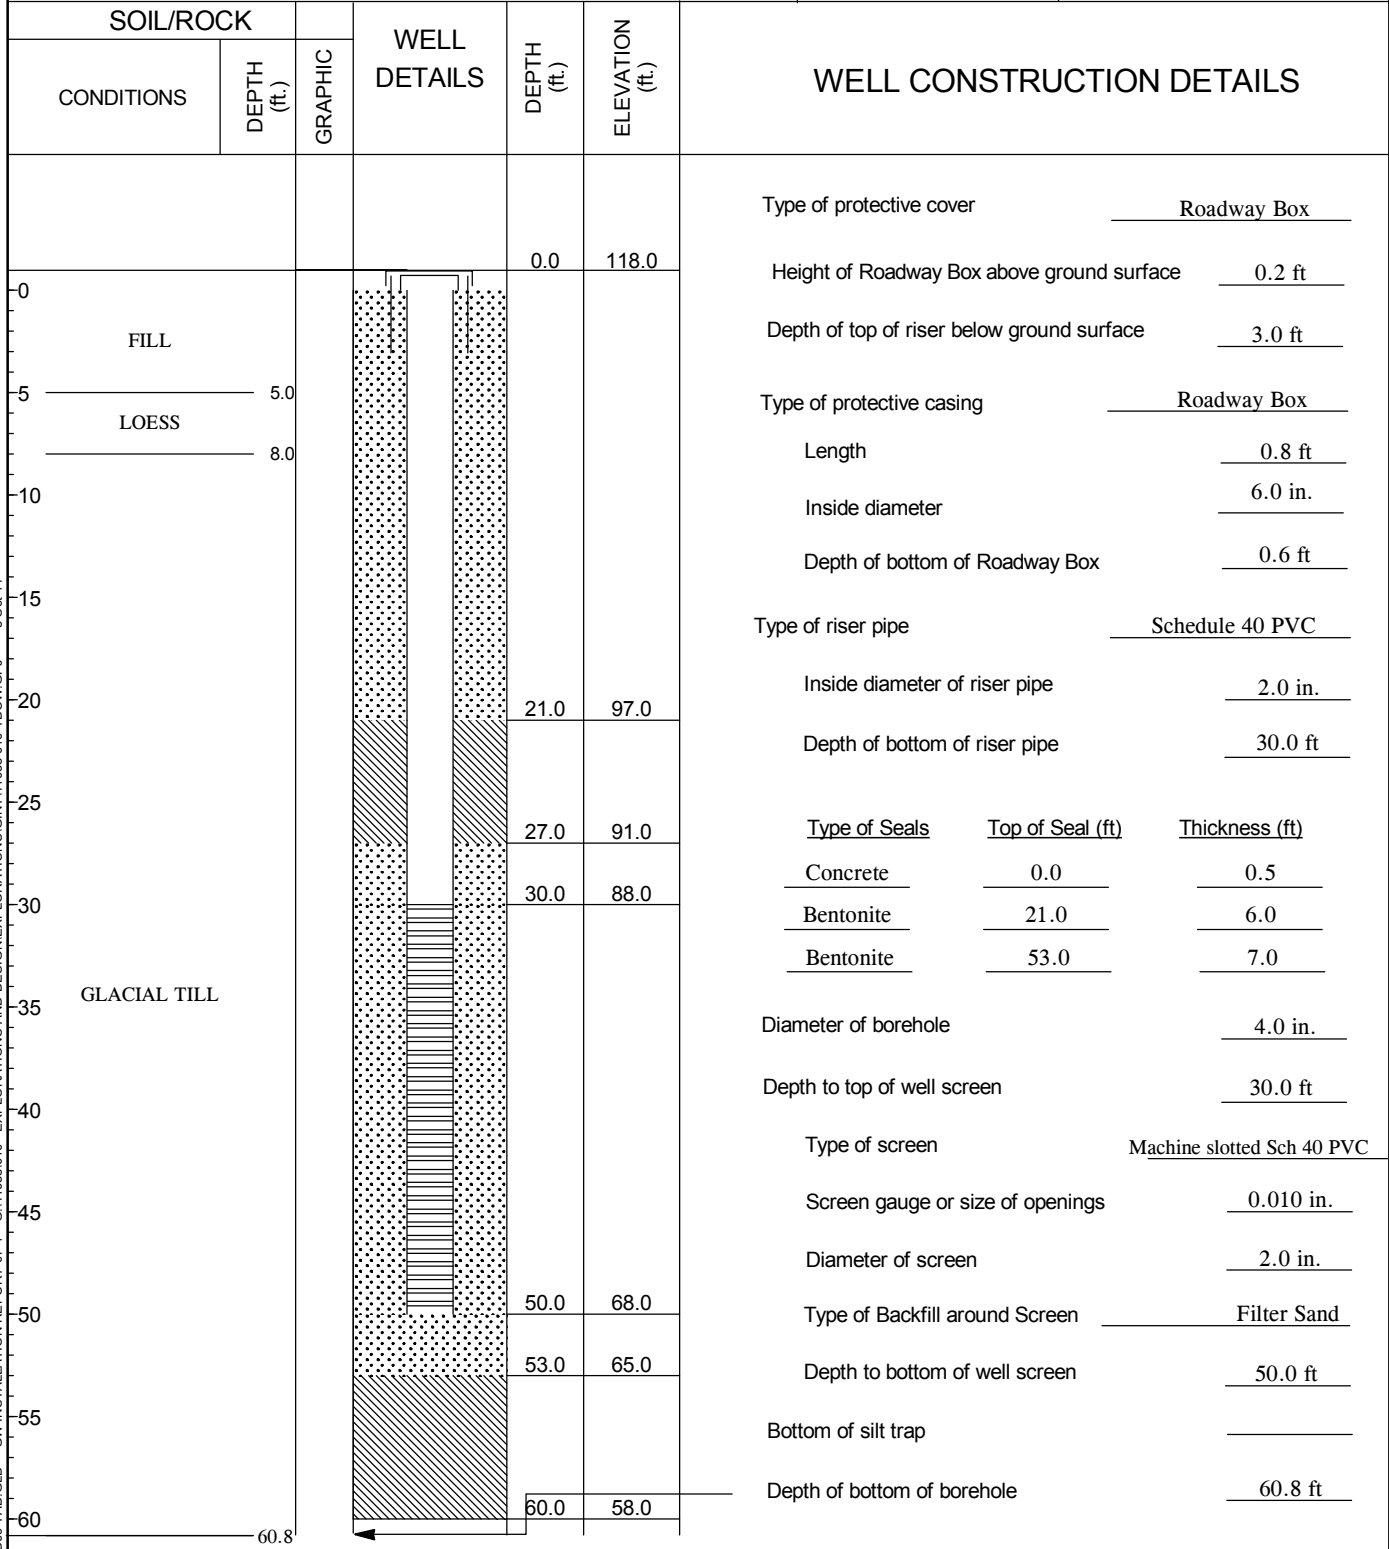 SOIL/ROCK
CONDITIONS
DEPTH (ft.)
GRAPHIC
WELL DETAILS
DEPTH (ft.)
ELEVATION (ft.)
WELL CONSTRUCTION DETAILS
0.0 118.0
0
FILL
5 5.0
LOESS
8.0
10
15
20
21.0 97.0
25
27.0 91.0
30.0 88.0
30
GLACIAL TILL
35
40
45
50.0 68.0
50
53.0 65.0
55
60.0 58.0
60
60.8
Type of protective cover Roadway Box
Height of Roadway Box above ground surface 0.2 ft
Depth of top of riser below ground surface 3.0 ft
Type of protective casing Roadway Box
Length 0.8 ft
Inside diameter 6.0 in.
Depth of bottom of Roadway Box 0.6 ft
Type of riser pipe Schedule 40 PVC
Inside diameter of riser pipe 2.0 in.
Depth of bottom of riser pipe 30.0 ft
Type of Seals Top of Seal (ft) Thickness (ft)
Concrete 0.0 0.5
Bentonite 21.0 6.0
Bentonite 53.0 7.0
Diameter of borehole 4.0 in.
Depth to top of well screen 30.0 ft
Type of screen Machine slotted Sch 40 PVC
Screen gauge or size of openings 0.010 in.
Diameter of screen 2.0 in.
Type of Backfill around Screen Filter Sand
Depth to bottom of well screen 50.0 ft
Bottom of silt trap
Depth of bottom of borehole 60.8 ft